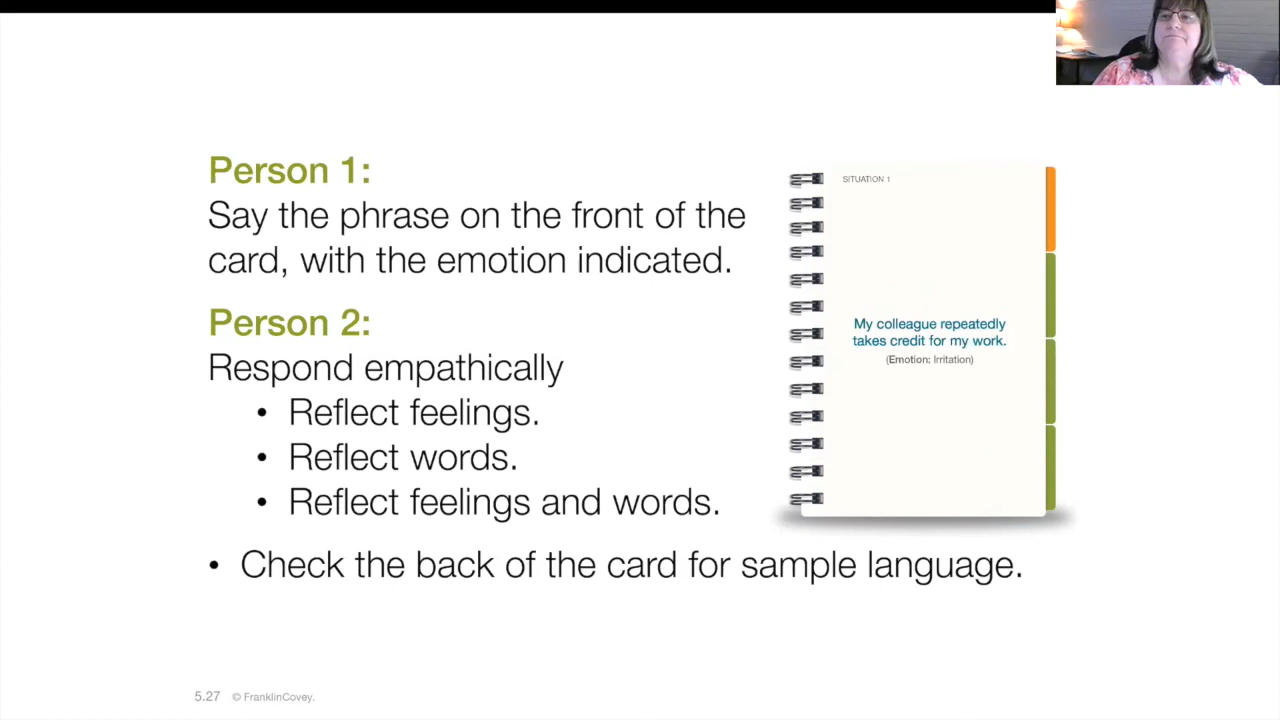 Person 1:
Say the phrase on the front of the
card, with the emotion indicated.
Person 2:
Respond empathically
• Reflect feelings.
• Reflect words.
• Reflect feelings and words.
• Check the back of the card for sample language.
SITUATION 1
My colleague repeatedly
takes credit for my work.
(Emotion: Irritation)
5.27 © FranklinCovey.